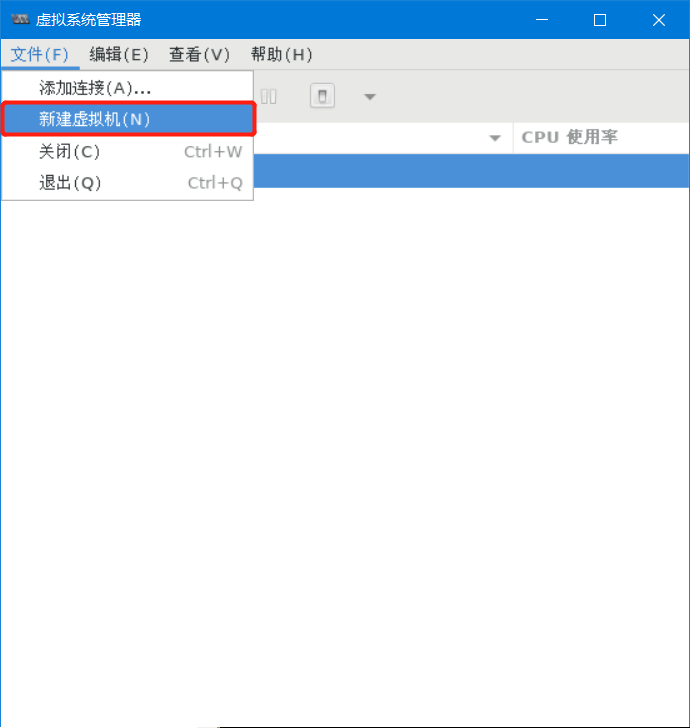 虚拟系统管理器
文件(F) 编辑(E) 查看(V) 帮助(H)
添加连接(A)...
新建虚拟机(N)
关闭(C) Ctrl+W
退出(Q) Ctrl+Q
CPU 使用率